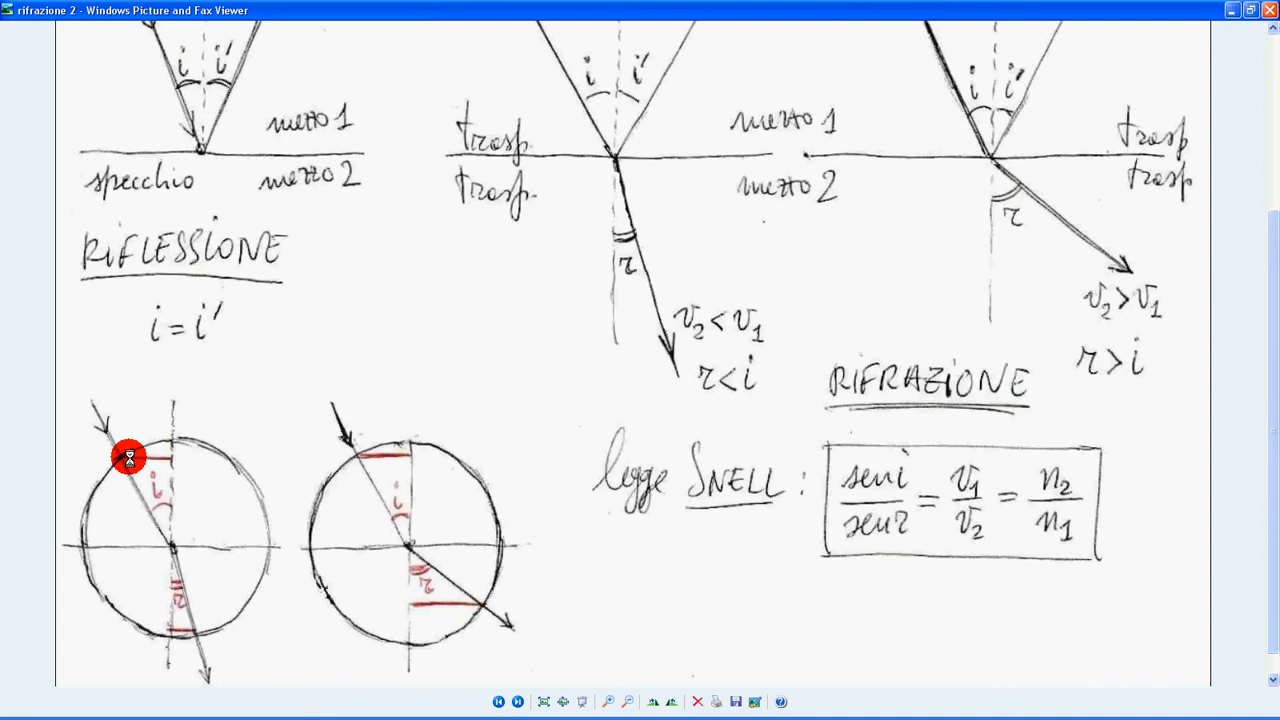 rifrazione 2 - Windows Picture and Fax Viewer
i i'
mezzo 1
specchio mezzo 2
RIFLESSIONE
i = i'
i i'
trasp. mezzo 1
trasp. mezzo 2
r
v2 < v1
r < i
i i'
trasp
trasp
r
v2 > v1
r > i
RIFRAZIONE
i
r
i
r
legge SNELL : sen i / sen r = v1 / v2 = n2 / n1